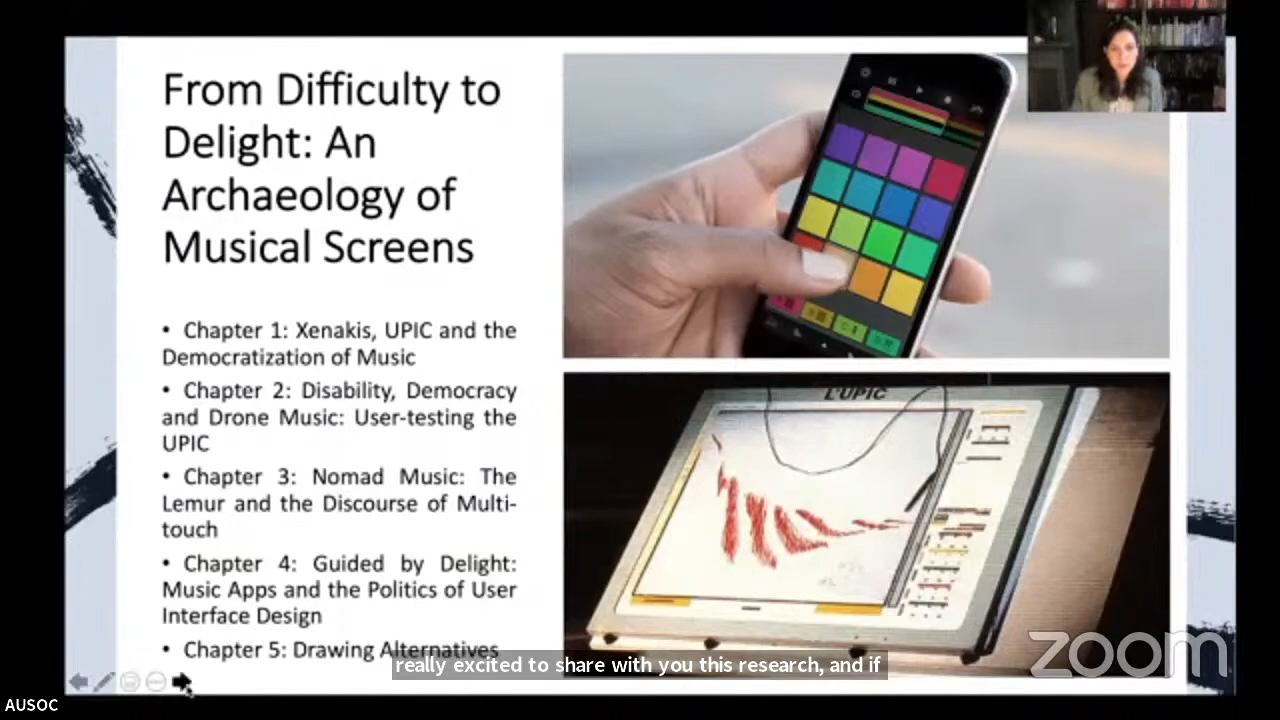 From Difficulty to
Delight: An
Archaeology of
Musical Screens
• Chapter 1: Xenakis, UPIC and the
Democratization of Music
• Chapter 2: Disability, Democracy
and Drone Music: User-testing the
UPIC
• Chapter 3: Nomad Music: The
Lemur and the Discourse of Multi-
touch
• Chapter 4: Guided by Delight:
Music Apps and the Politics of User
Interface Design
• Chapter 5: Drawing Alternatives
L'UPIC
really excited to share with you this research, and if
zoom
AUSOC